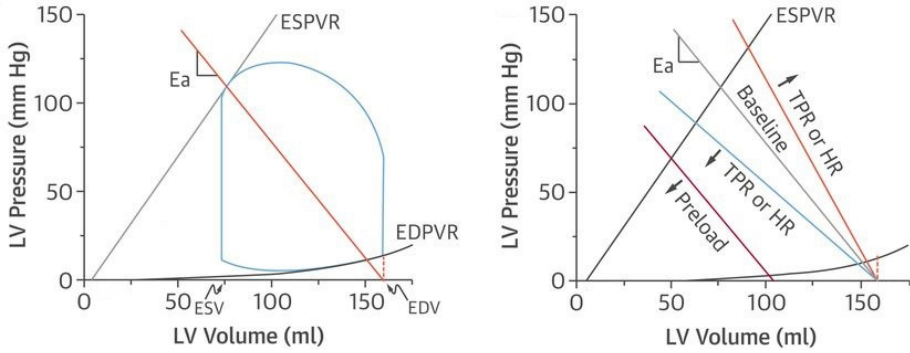 150
100
50
0
LV Pressure (mm Hg)
ESPVR
Ea
EDPVR
0
50
100
150
ESV
EDV
LV Volume (ml)
150
100
50
0
LV Pressure (mm Hg)
ESPVR
Ea
Baseline
TPR or HR
TPR or HR
Preload
0
50
100
150
LV Volume (ml)